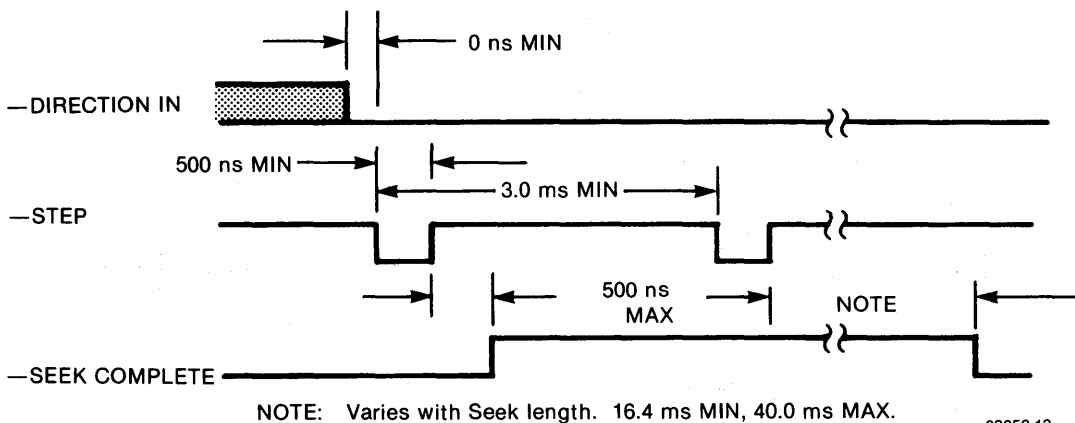 0 ns MIN
—DIRECTION IN
500 ns MIN
3.0 ms MIN
—STEP
500 ns
MAX
NOTE
—SEEK COMPLETE
NOTE: Varies with Seek length. 16.4 ms MIN, 40.0 ms MAX.